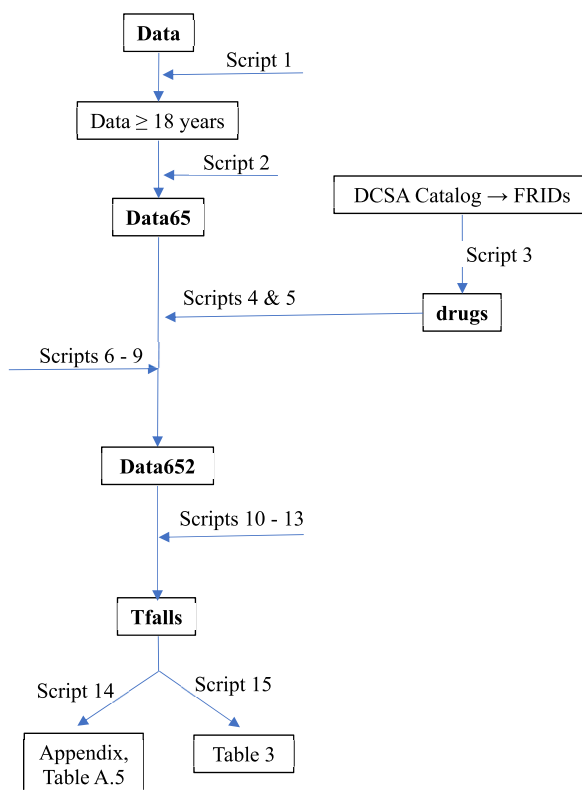 Data
Script 1
Data ≥ 18 years
Script 2
Data65
DCSA Catalog → FRIDs
Script 3
drugs
Scripts 4 & 5
Scripts 6 - 9
Data652
Scripts 10 - 13
Tfalls
Script 14
Script 15
Appendix,
Table A.5
Table 3